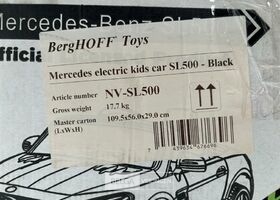 Mercedes-Benz SL500
officia
BergHOFF Toys
Mercedes electric kids car SL500 - Black
Article number NV-SL500
Gross weight 17.7 kg
Master carton 109.5x56.0x29.0 cm
(LxWxH)